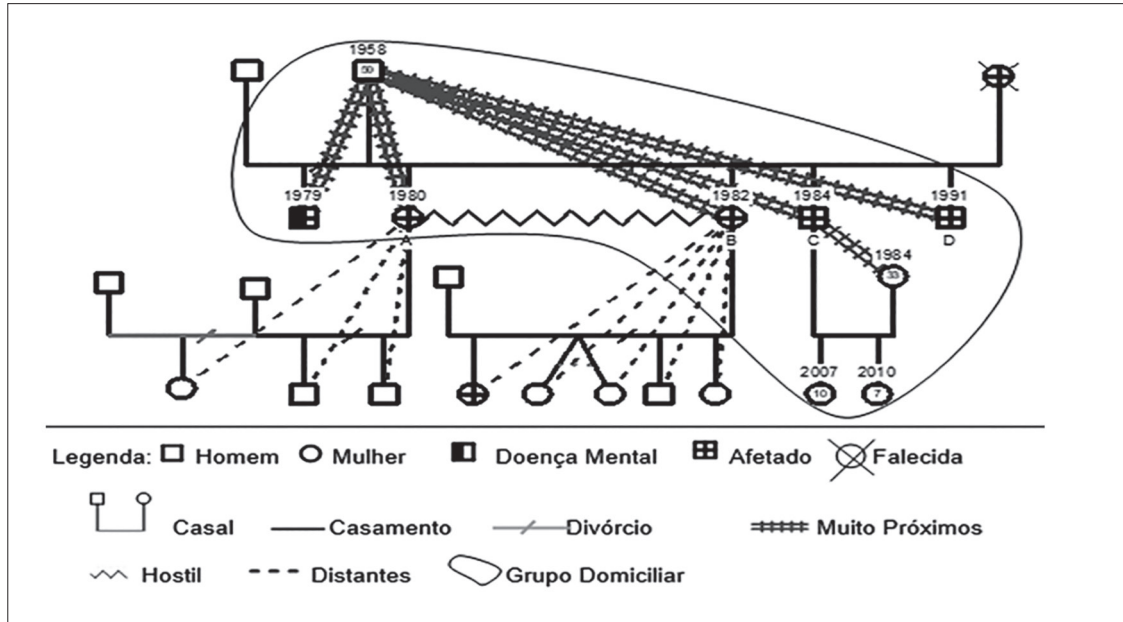 1958
59
1979 1980 1982 1984 1991
A B C D
1984
33
2007 2010
10 7
Legenda: Homem Mulher Doença Mental Afetado Falecida
Casal Casamento Divórcio Muito Próximos
Hostil Distantes Grupo Domiciliar